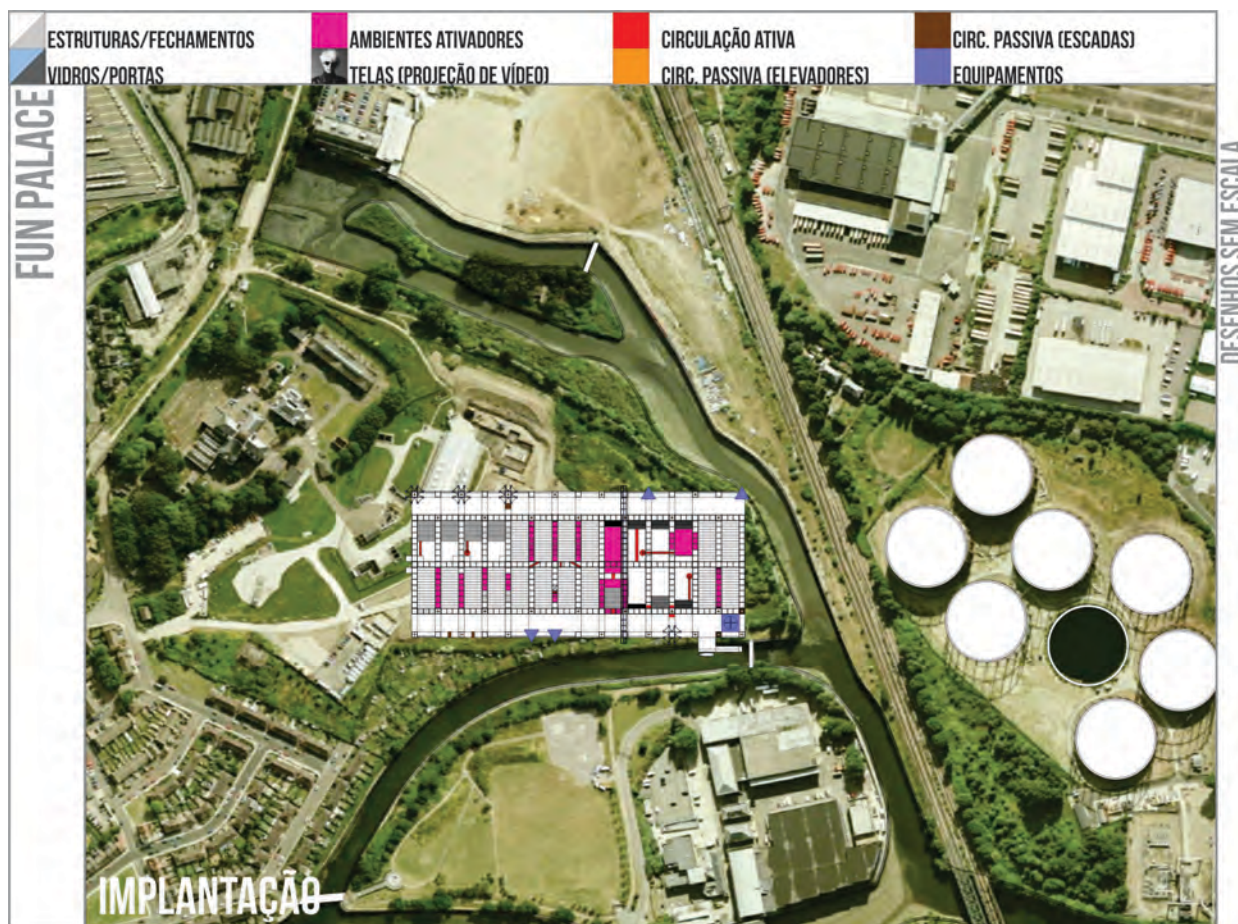 ESTRUTURAS/FECHAMENTOS
VIDROS/PORTAS
AMBIENTES ATIVADORES
TELAS (PROJEÇÃO DE VÍDEO)
CIRCULAÇÃO ATIVA
CIRC. PASSIVA (ELEVADORES)
CIRC. PASSIVA (ESCADAS)
EQUIPAMENTOS
FUN PALACE
DESENHOS SEM ESCALA
IMPLANTAÇÃO